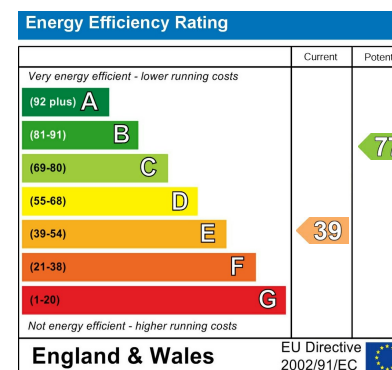 Energy Efficiency Rating
Current
Very energy efficient - lower running costs
(92 plus) A
(81-91) B
(69-80) C
(55-68) D
(39-54) E
39
(21-38) F
(1-20) G
Not energy efficient - higher running costs
England & Wales
EU Directive
2002/91/EC